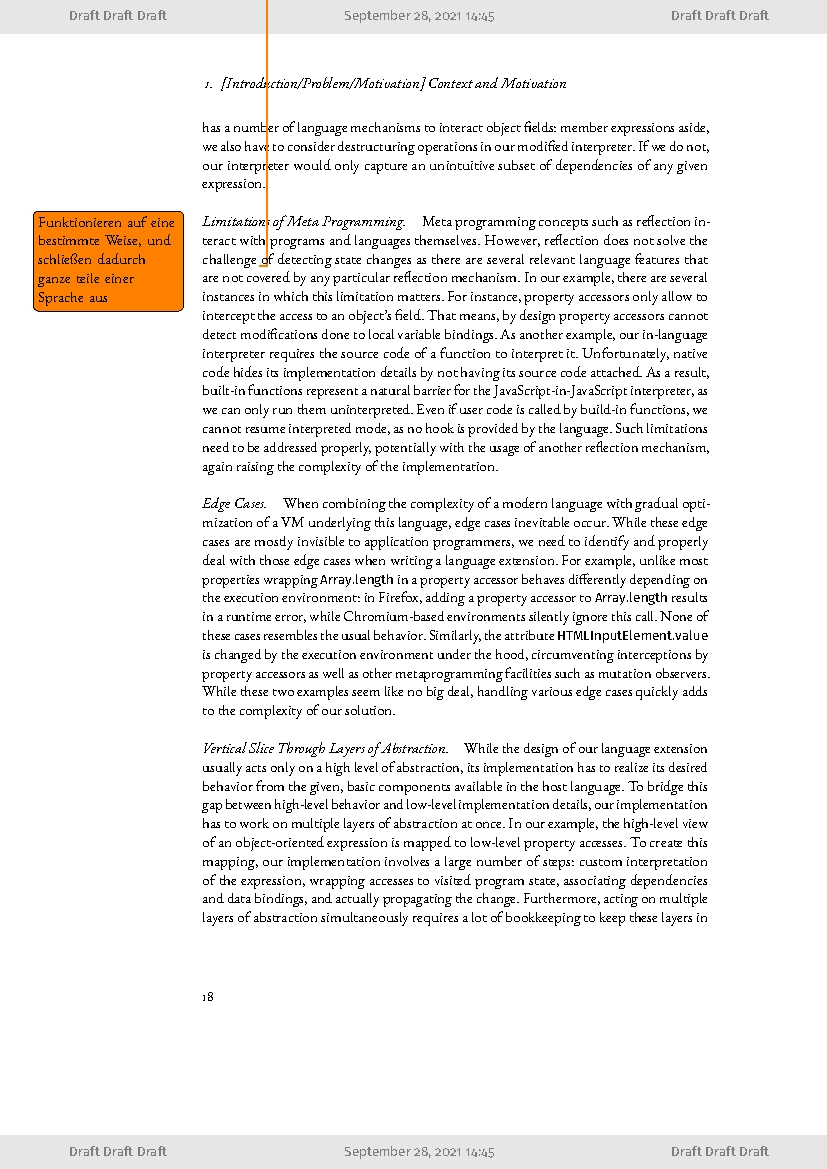 Draft Draft Draft September 28, 2021 14:45 Draft Draft Draft
1. [Introduction/Problem/Motivation] Context and Motivation
has a number of language mechanisms to interact object fields: member expressions aside,
we also have to consider destructuring operations in our modified interpreter. If we do not,
our interpreter would only capture an unintuitive subset of dependencies of any given
expression.
Funktionieren auf eine
bestimmte Weise, und
schließen dadurch
ganze teile einer
Sprache aus
Limitations of Meta Programming. Meta programming concepts such as reflection in-
teract with programs and languages themselves. However, reflection does not solve the
challenge of detecting state changes as there are several relevant language features that
are not covered by any particular reflection mechanism. In our example, there are several
instances in which this limitation matters. For instance, property accessors only allow to
intercept the access to an object's field. That means, by design property accessors cannot
detect modifications done to local variable bindings. As another example, our in-language
interpreter requires the source code of a function to interpret it. Unfortunately, native
code hides its implementation details by not having its source code attached. As a result,
built-in functions represent a natural barrier for the JavaScript-in-JavaScript interpreter, as
we can only run them uninterpreted. Even if user code is called by build-in functions, we
cannot resume interpreted mode, as no hook is provided by the language. Such limitations
need to be addressed properly, potentially with the usage of another reflection mechanism,
again raising the complexity of the implementation.
Edge Cases. When combining the complexity of a modern language with gradual opti-
mization of a VM underlying this language, edge cases inevitable occur. While these edge
cases are mostly invisible to application programmers, we need to identify and properly
deal with those edge cases when writing a language extension. For example, unlike most
properties wrapping Array.length in a property accessor behaves differently depending on
the execution environment: in Firefox, adding a property accessor to Array.length results
in a runtime error, while Chromium-based environments silently ignore this call. None of
these cases resembles the usual behavior. Similarly, the attribute HTMLInputElement.value
is changed by the execution environment under the hood, circumventing interceptions by
property accessors as well as other metaprogramming facilities such as mutation observers.
While these two examples seem like no big deal, handling various edge cases quickly adds
to the complexity of our solution.
Vertical Slice Through Layers of Abstraction. While the design of our language extension
usually acts only on a high level of abstraction, its implementation has to realize its desired
behavior from the given, basic components available in the host language. To bridge this
gap between high-level behavior and low-level implementation details, our implementation
has to work on multiple layers of abstraction at once. In our example, the high-level view
of an object-oriented expression is mapped to low-level property accesses. To create this
mapping, our implementation involves a large number of steps: custom interpretation
of the expression, wrapping accesses to visited program state, associating dependencies
and data bindings, and actually propagating the change. Furthermore, acting on multiple
layers of abstraction simultaneously requires a lot of bookkeeping to keep these layers in
18
Draft Draft Draft September 28, 2021 14:45 Draft Draft Draft